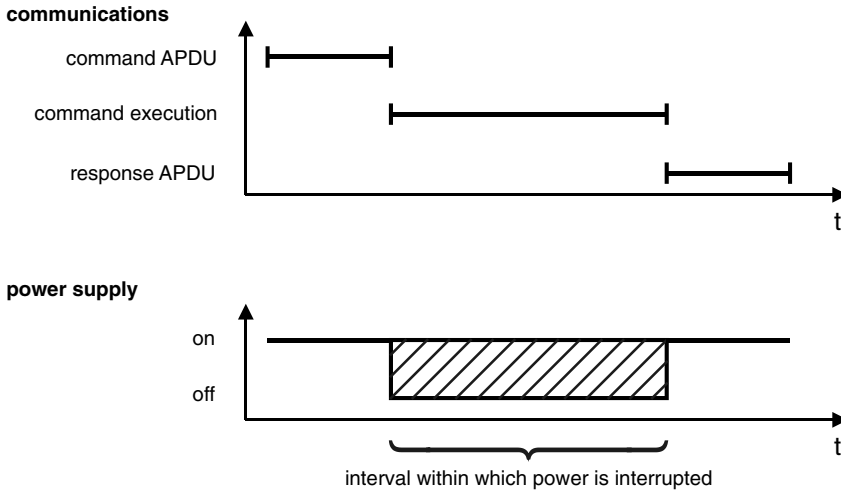 communications
command APDU
command execution
response APDU
t
power supply
on
off
t
interval within which power is interrupted